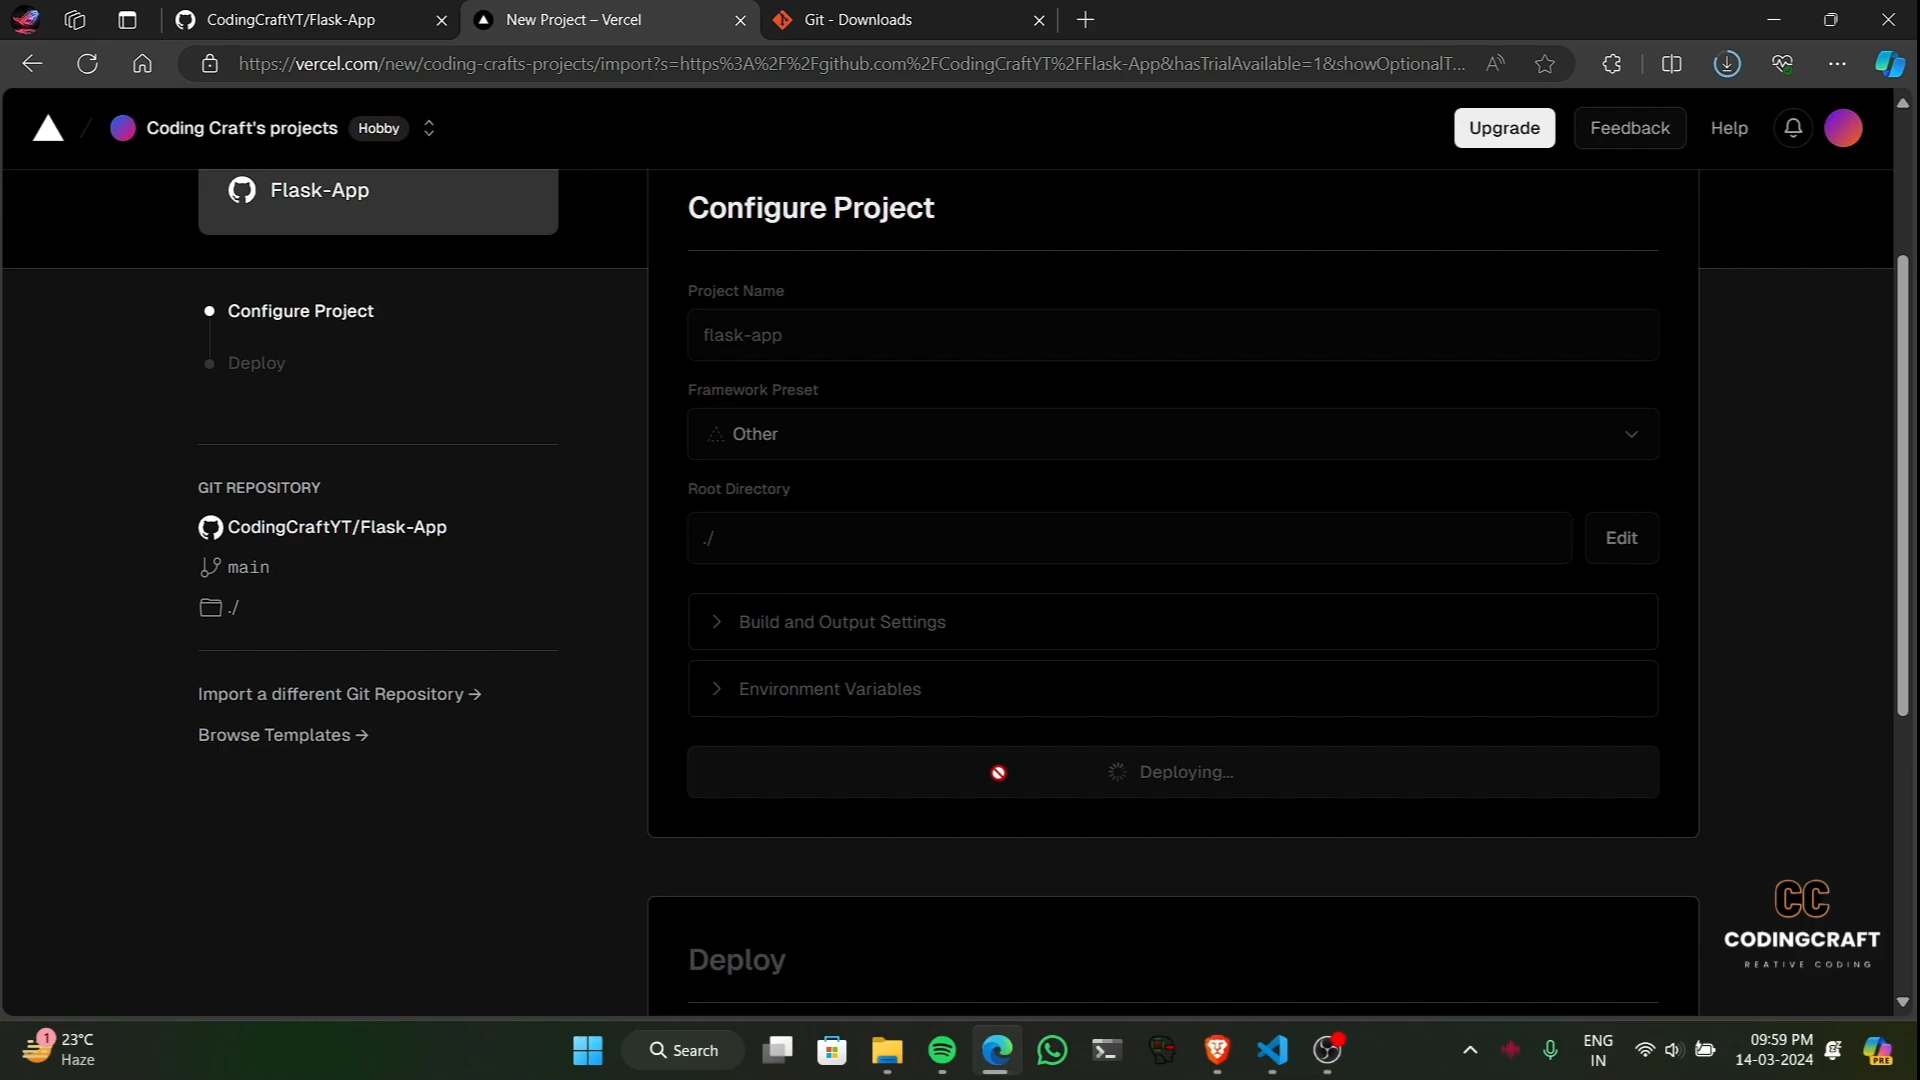 CodingCraftYT/Flask-App
New Project – Vercel
Git - Downloads
https://vercel.com/new/coding-crafts-projects/import?s=https%3A%2F%2Fgithub.com%2FCodingCraftYT%2FFlask-App&hasTrialAvailable=1&showOptionalT...
Coding Craft's projects
Hobby
Upgrade
Feedback
Help
Flask-App
Configure Project
Deploy
GIT REPOSITORY
CodingCraftYT/Flask-App
main
./
Import a different Git Repository →
Browse Templates →
Configure Project
Project Name
flask-app
Framework Preset
Other
Root Directory
./
Edit
Build and Output Settings
Environment Variables
Deploying...
Deploy
CC
CODINGCRAFT
REATIVE CODING
1
23°C
Haze
Search
ENG
IN
09:59 PM
14-03-2024
PRE